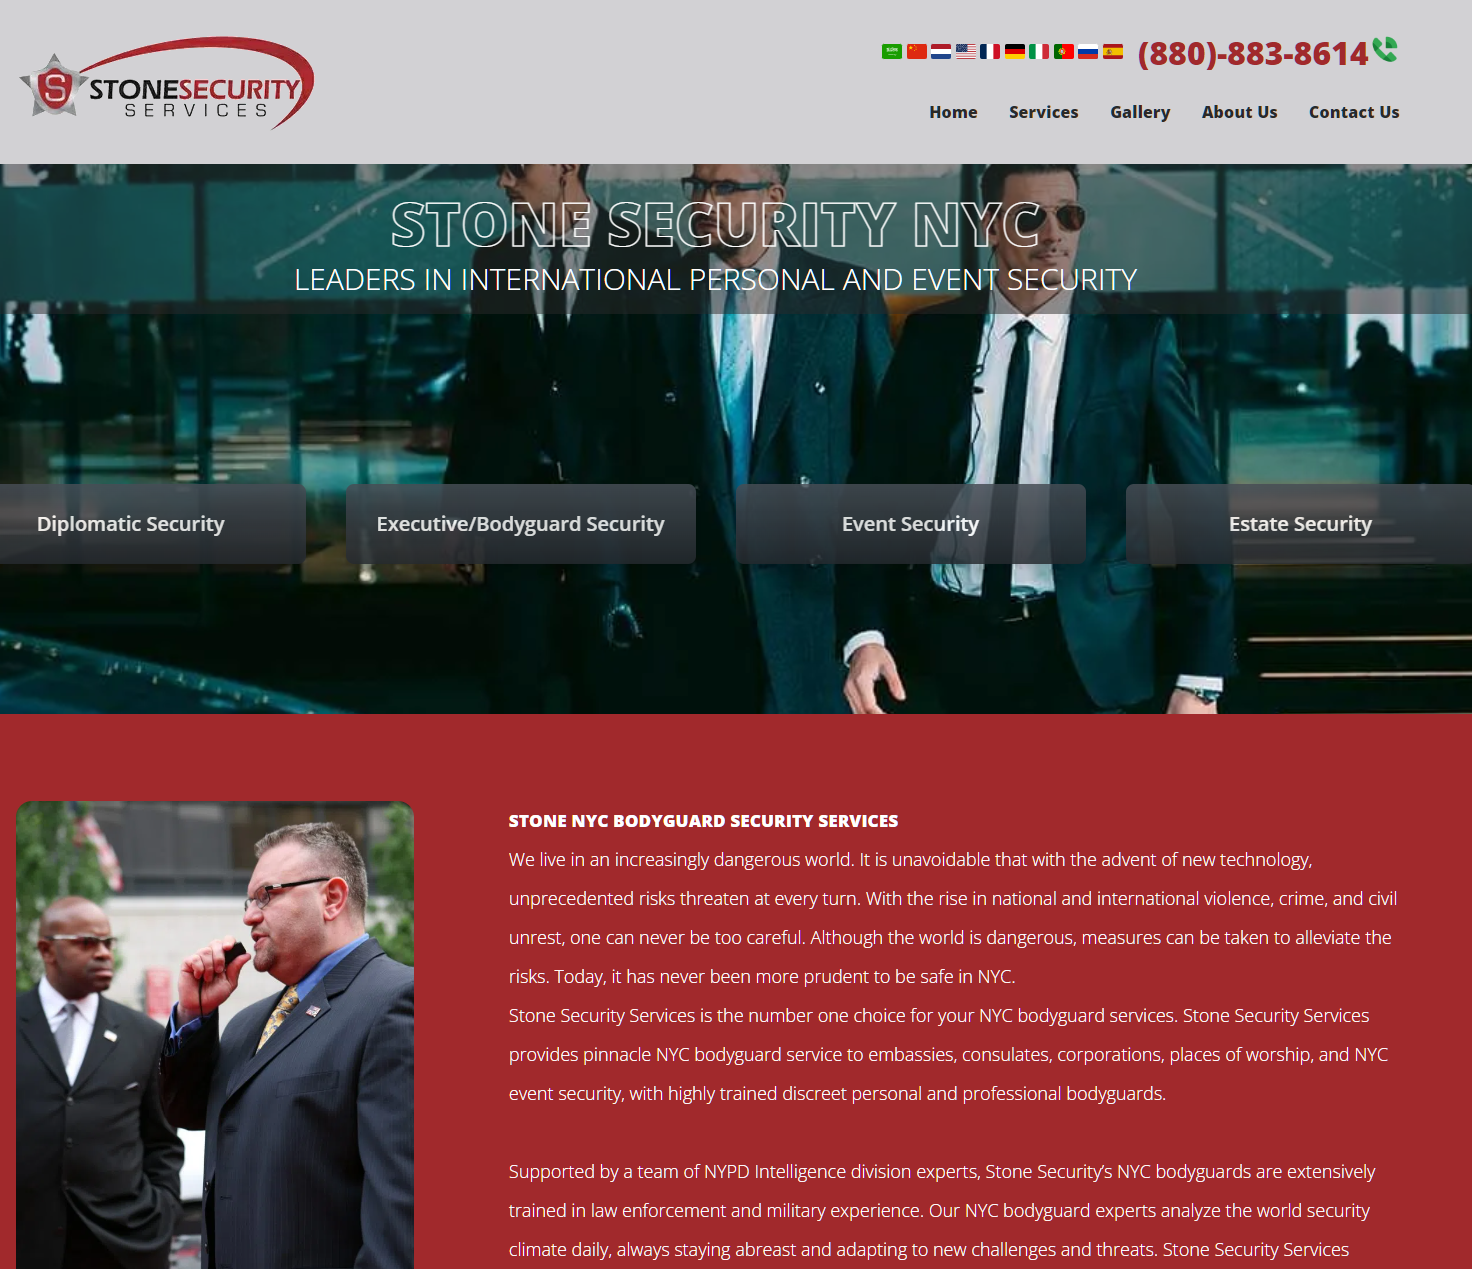 S
STONESECURITY
SERVICES
(880)-883-8614
Home Services Gallery About Us Contact Us
STONE SECURITY NYC
LEADERS IN INTERNATIONAL PERSONAL AND EVENT SECURITY
Diplomatic Security Executive/Bodyguard Security Event Security Estate Security
STONE NYC BODYGUARD SECURITY SERVICES
We live in an increasingly dangerous world. It is unavoidable that with the advent of new technology,
unprecedented risks threaten at every turn. With the rise in national and international violence, crime, and civil
unrest, one can never be too careful. Although the world is dangerous, measures can be taken to alleviate the
risks. Today, it has never been more prudent to be safe in NYC.
Stone Security Services is the number one choice for your NYC bodyguard services. Stone Security Services
provides pinnacle NYC bodyguard service to embassies, consulates, corporations, places of worship, and NYC
event security, with highly trained discreet personal and professional bodyguards.
Supported by a team of NYPD Intelligence division experts, Stone Security’s NYC bodyguards are extensively
trained in law enforcement and military experience. Our NYC bodyguard experts analyze the world security
climate daily, always staying abreast and adapting to new challenges and threats. Stone Security Services